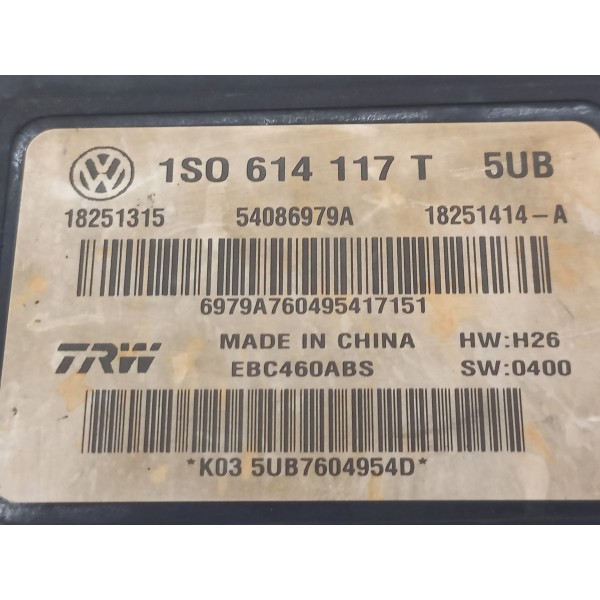 1S0 614 117 T 5UB
18251315 54086979A 18251414-A
6979A760495417151
TRW MADE IN CHINA HW:H26
EBC460ABS SW:0400
*K03 5UB7604954D*